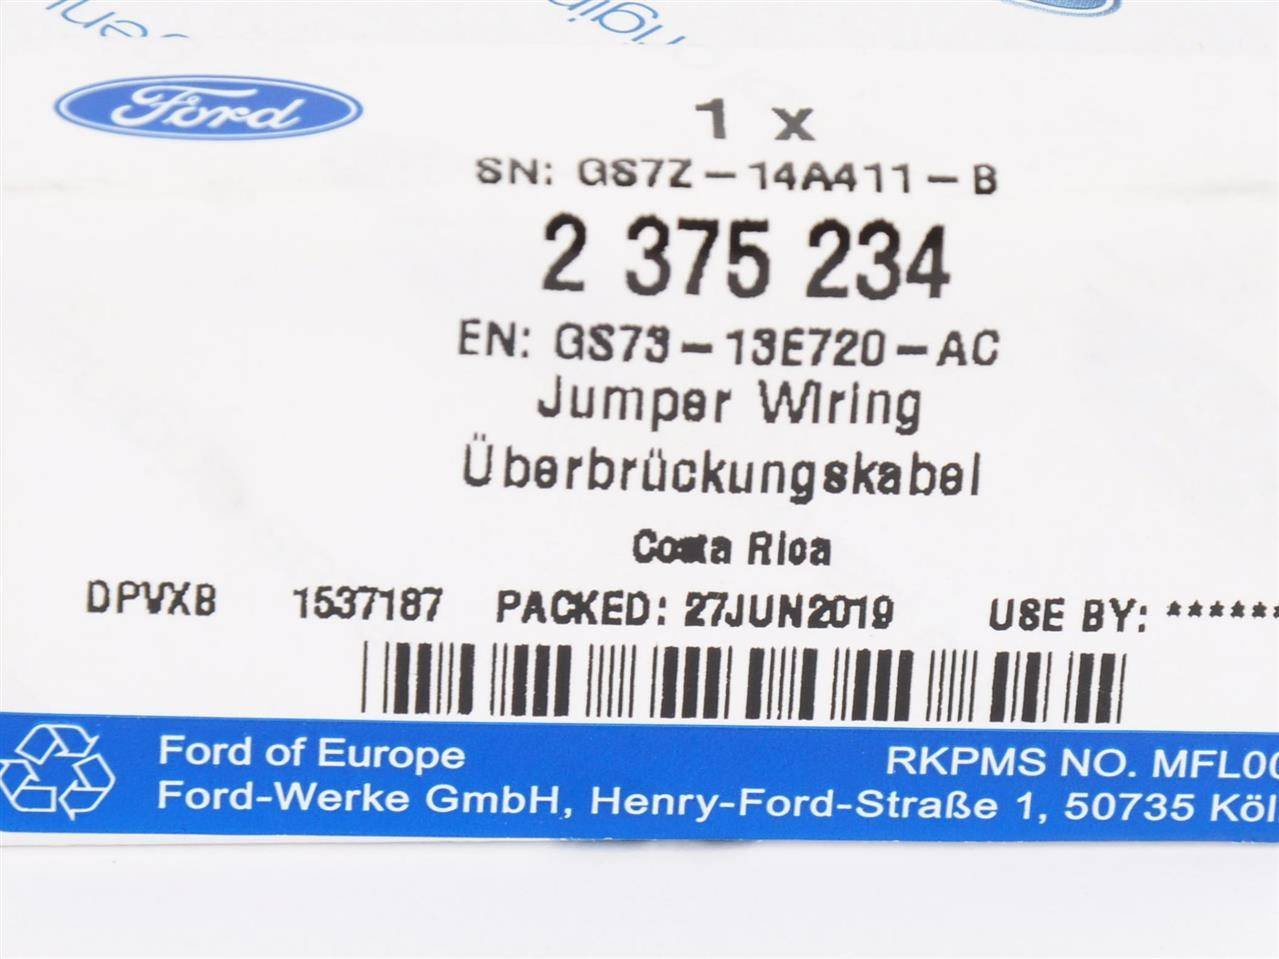 Ford
1 x
SN: GS7Z-14A411-B
2 375 234
EN: GS73-13E720-AC
Jumper Wiring
Überbrückungskabel
Costa Rica
DPVXB 1537187 PACKED: 27JUN2019 USE BY: ******
Ford of Europe RKPMS NO. MFL00
Ford-Werke GmbH, Henry-Ford-Straße 1, 50735 Köl